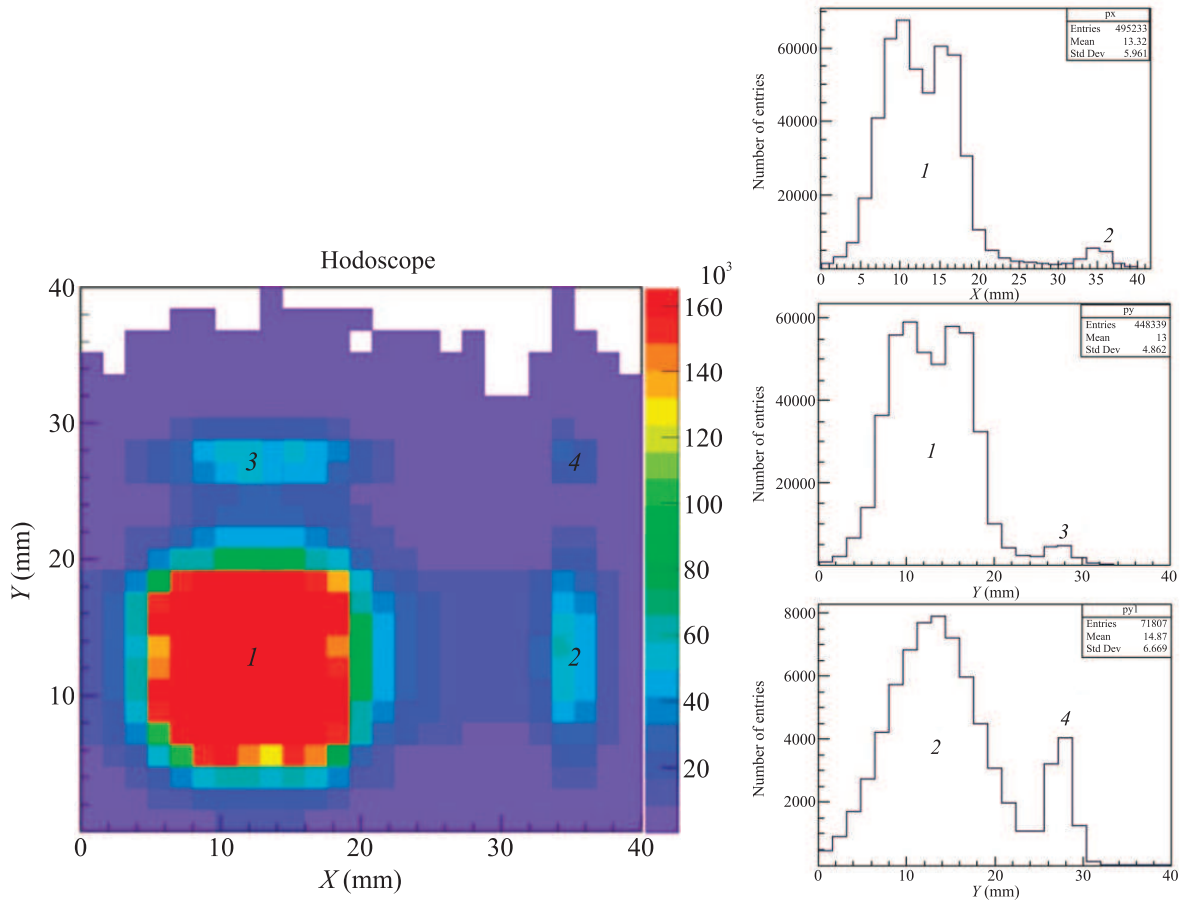 Hodoscope
10³
40
30
20
10
0
20
30
40
Y (mm)
X (mm)
160
140
120
100
80
60
40
20
1
2
3
4
px
Entries 495233
Mean 13.32
Std Dev 5.961
Number of entries
60000
40000
20000
1
2
0 5 10 15 20 25 30 35 40
X (mm)
py
Entries 448339
Mean 13
Std Dev 4.862
Number of entries
60000
40000
20000
1
3
0 10 20 30 40
Y (mm)
py1
Entries 71807
Mean 14.87
Std Dev 6.669
Number of entries
8000
6000
4000
2000
2
4
0 10 20 30 40
Y (mm)